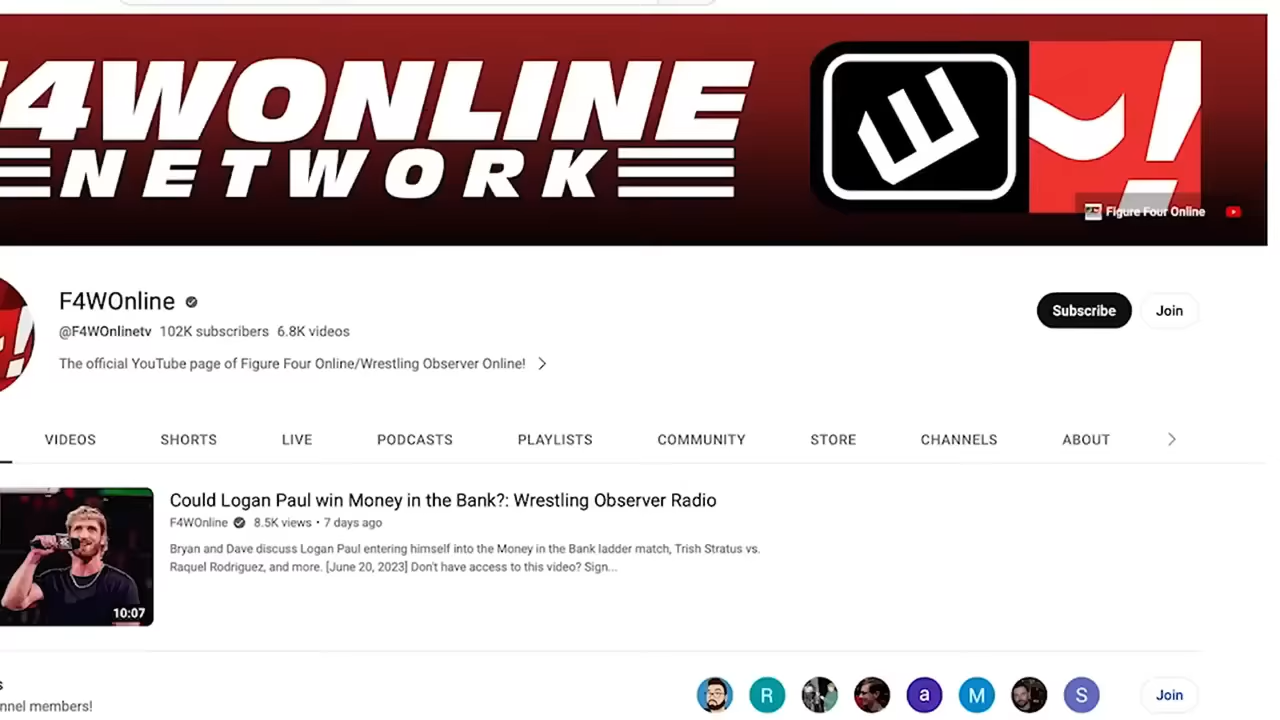 F4WONLINE
NETWORK
Figure Four Online
F4WOnline
@F4WOnlinetv 102K subscribers 6.8K videos
The official YouTube page of Figure Four Online/Wrestling Observer Online!
Subscribe
Join
VIDEOS SHORTS LIVE PODCASTS PLAYLISTS COMMUNITY STORE CHANNELS ABOUT
Could Logan Paul win Money in the Bank?: Wrestling Observer Radio
F4WOnline 8.5K views • 7 days ago
Bryan and Dave discuss Logan Paul entering himself into the Money in the Bank ladder match, Trish Stratus vs.
Raquel Rodriguez, and more. [June 20, 2023] Don't have access to this video? Sign...
10:07
R a M S
Join
nnel members!